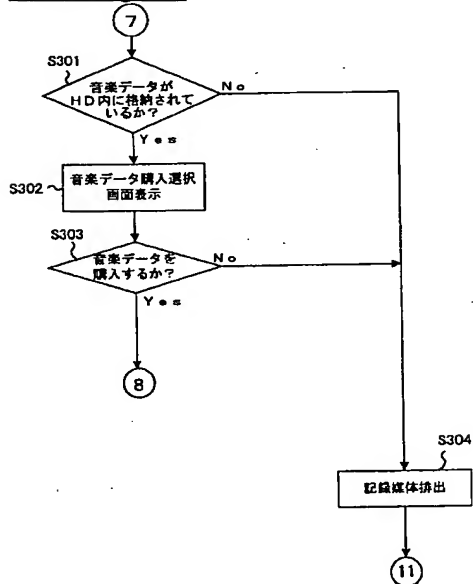 7
S301
音楽データが
HD内に格納されて
いるか?
No
Yes
S302
音楽データ購入選択
画面表示
S303
音楽データを
購入するか?
No
Yes
8
S304
記録媒体排出
11